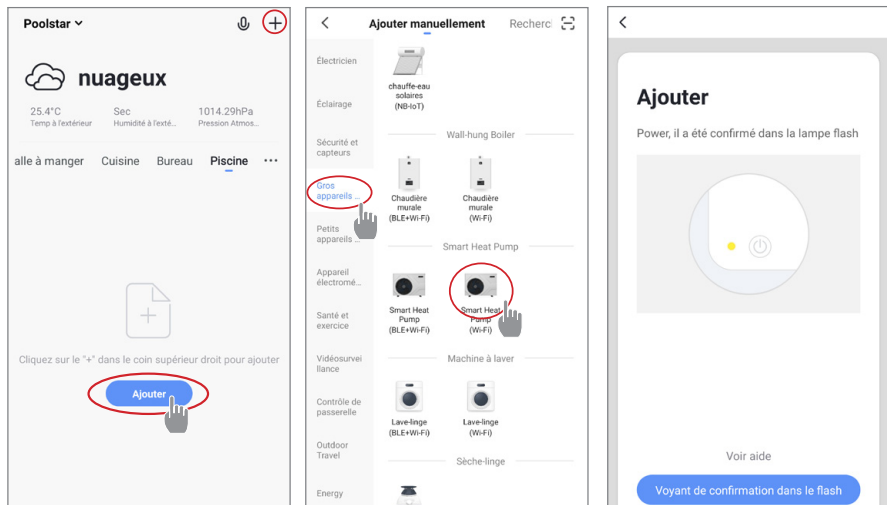 Poolstar
nuageux
25.4°C Sec 1014.29hPa
Temp à l'extérieur Humidité à l'exté... Pression Atmos...
alle à manger Cuisine Bureau Piscine ...
Cliquez sur le "+" dans le coin supérieur droit pour ajouter
Ajouter
Ajouter manuellement Recherc
Électricien
Éclairage
Sécurité et
capteurs
Gros
appareils ...
Petits
appareils ...
Appareil
électromé...
Santé et
exercice
Vidéosurvei
llance
Contrôle de
passerelle
Outdoor
Travel
Energy
chauffe-eau
solaires
(NB-IoT)
Wall-hung Boiler
Chaudière
murale
(BLE+Wi-Fi)
Chaudière
murale
(Wi-Fi)
Smart Heat Pump
Smart Heat
Pump
(BLE+Wi-Fi)
Smart Heat
Pump
(Wi-Fi)
Machine à laver
Lave-linge
(BLE+Wi-Fi)
Lave-linge
(Wi-Fi)
Sèche-linge
Ajouter
Power, il a été confirmé dans la lampe flash
Voir aide
Voyant de confirmation dans le flash